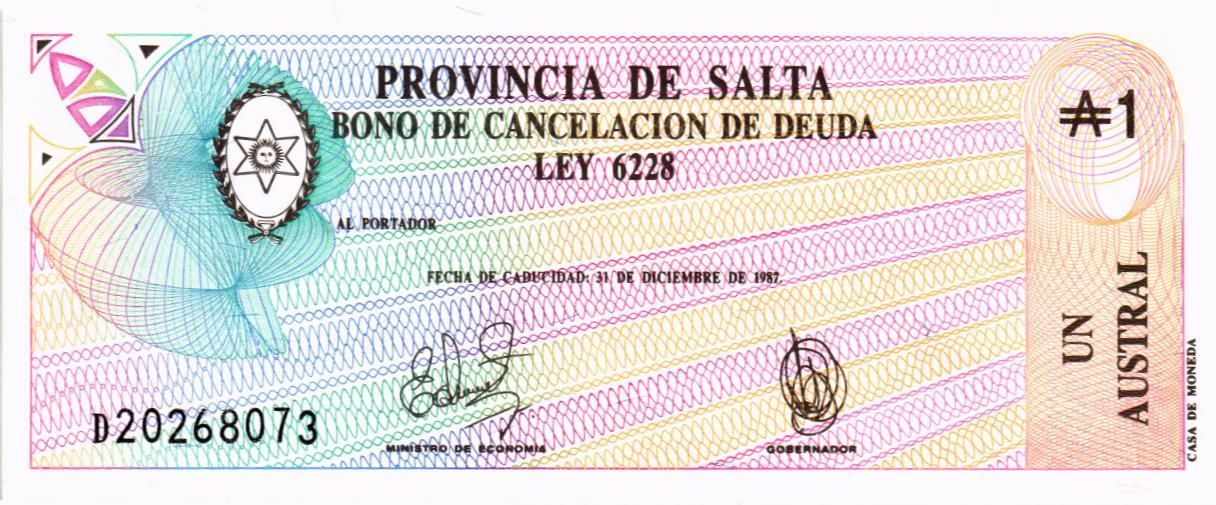 PROVINCIA DE SALTA
BONO DE CANCELACION DE DEUDA
LEY 6228
₳1
AL PORTADOR
FECHA DE CADUCIDAD: 31 DE DICIEMBRE DE 1987.
UN
AUSTRAL
D20268073
MINISTRO DE ECONOMIA
GOBERNADOR
CASA DE MONEDA